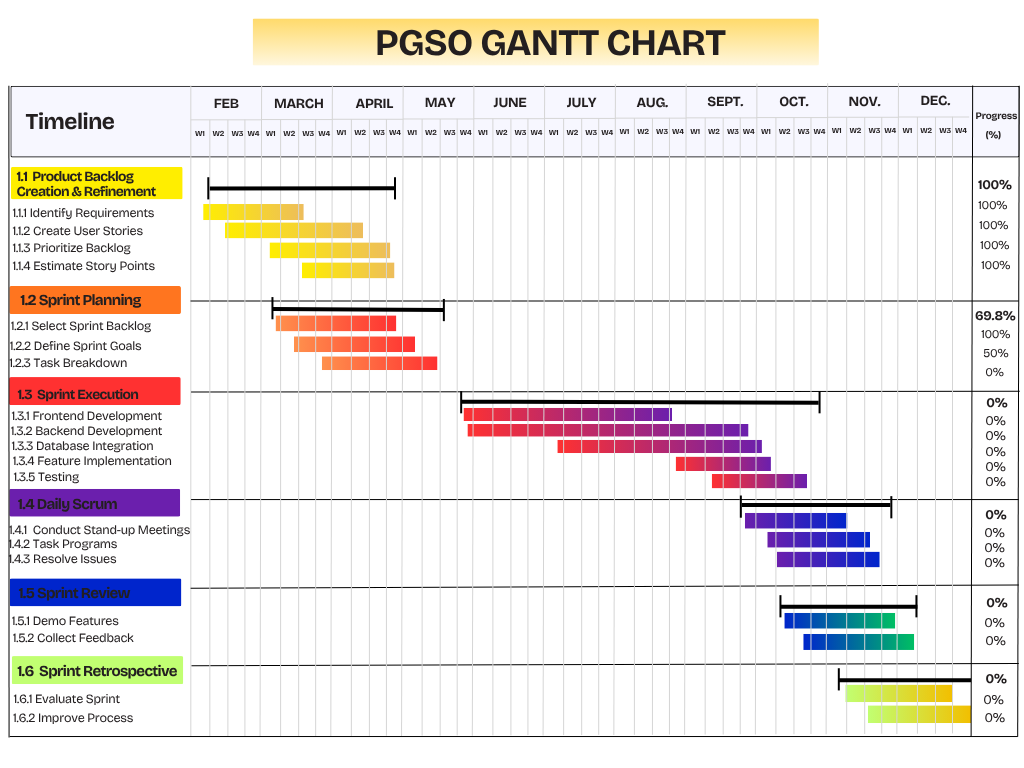 PGSO GANTT CHART
Timeline
FEB MARCH APRIL MAY JUNE JULY AUG. SEPT. OCT. NOV. DEC.
Progress
(%)
W1 W2 W3 W4 W1 W2 W3 W4 W1 W2 W3 W4 W1 W2 W3 W4 W1 W2 W3 W4 W1 W2 W3 W4 W1 W2 W3 W4 W1 W2 W3 W4 W1 W2 W3 W4 W1 W2 W3 W4 W1 W2 W3 W4
1.1 Product Backlog
Creation & Refinement 100%
1.1.1 Identify Requirements 100%
1.1.2 Create User Stories 100%
1.1.3 Prioritize Backlog 100%
1.1.4 Estimate Story Points 100%
1.2 Sprint Planning 69.8%
1.2.1 Select Sprint Backlog 100%
1.2.2 Define Sprint Goals 50%
1.2.3 Task Breakdown 0%
1.3 Sprint Execution 0%
1.3.1 Frontend Development 0%
1.3.2 Backend Development 0%
1.3.3 Database Integration 0%
1.3.4 Feature Implementation 0%
1.3.5 Testing 0%
1.4 Daily Scrum 0%
1.4.1 Conduct Stand-up Meetings 0%
1.4.2 Task Programs 0%
1.4.3 Resolve Issues 0%
1.5 Sprint Review 0%
1.5.1 Demo Features 0%
1.5.2 Collect Feedback 0%
1.6 Sprint Retrospective 0%
1.6.1 Evaluate Sprint 0%
1.6.2 Improve Process 0%